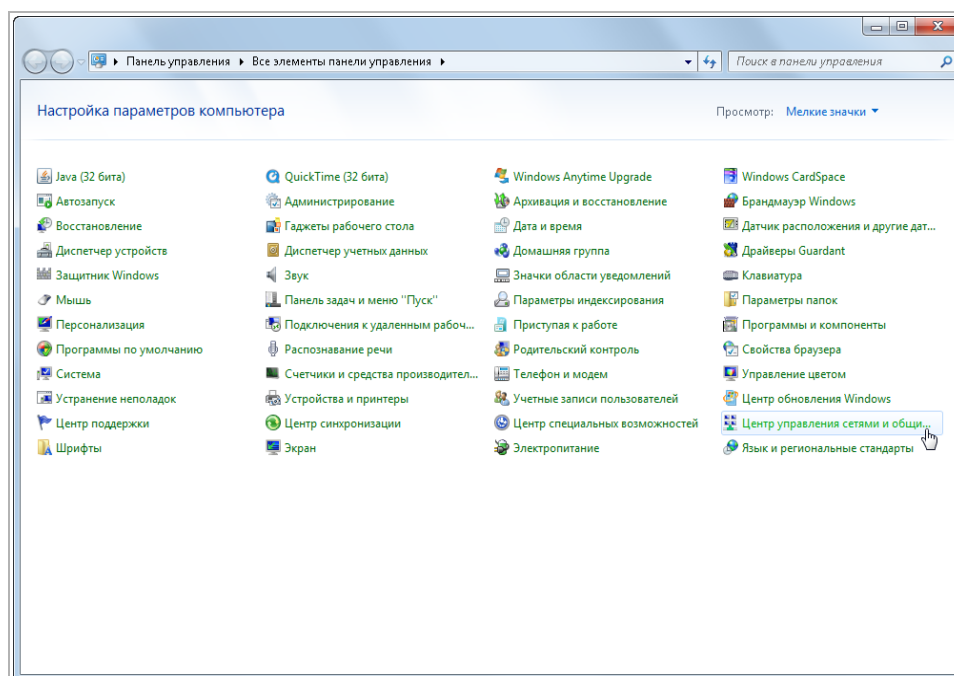 Панель управления ▸ Все элементы панели управления ▸
Поиск в панели управления
Настройка параметров компьютера
Просмотр: Мелкие значки
Java (32 бита)
QuickTime (32 бита)
Windows Anytime Upgrade
Windows CardSpace
Автозапуск
Администрирование
Архивация и восстановление
Брандмауэр Windows
Восстановление
Гаджеты рабочего стола
Дата и время
Датчик расположения и другие дат...
Диспетчер устройств
Диспетчер учетных данных
Домашняя группа
Драйверы Guardant
Защитник Windows
Звук
Значки области уведомлений
Клавиатура
Мышь
Панель задач и меню ''Пуск''
Параметры индексирования
Параметры папок
Персонализация
Подключения к удаленным рабоч...
Приступая к работе
Программы и компоненты
Программы по умолчанию
Распознавание речи
Родительский контроль
Свойства браузера
Система
Счетчики и средства производител...
Телефон и модем
Управление цветом
Устранение неполадок
Устройства и принтеры
Учетные записи пользователей
Центр обновления Windows
Центр поддержки
Центр синхронизации
Центр специальных возможностей
Центр управления сетями и общи...
Шрифты
Экран
Электропитание
Язык и региональные стандарты